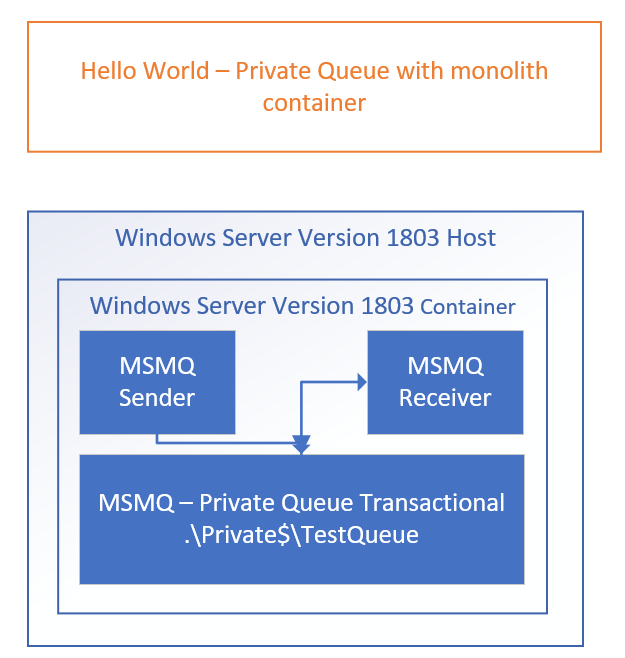 Hello World – Private Queue with monolith
container
Windows Server Version 1803 Host
Windows Server Version 1803 Container
MSMQ
Sender
MSMQ
Receiver
MSMQ – Private Queue Transactional
.\Private$\TestQueue